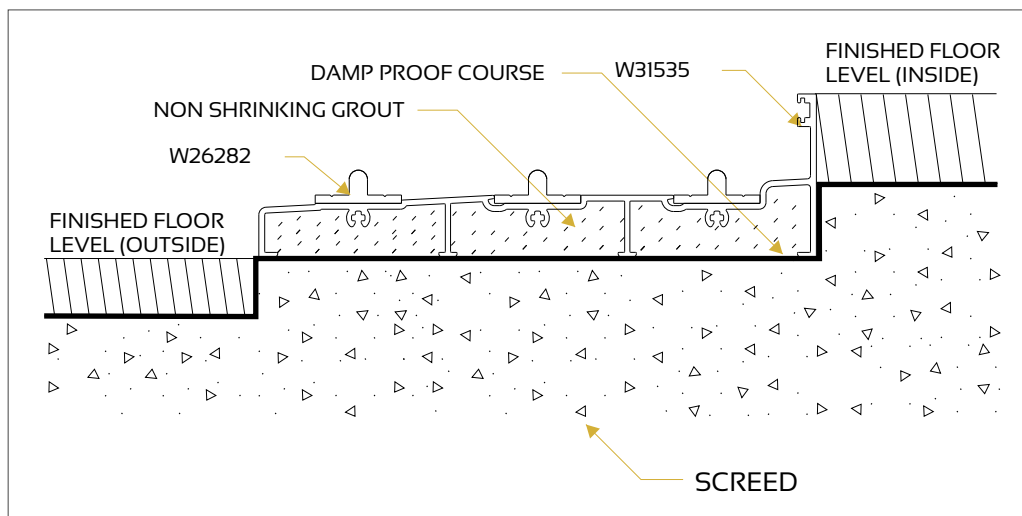 FINISHED FLOOR
LEVEL (INSIDE)
DAMP PROOF COURSE
W31535
NON SHRINKING GROUT
W26282
FINISHED FLOOR
LEVEL (OUTSIDE)
SCREED